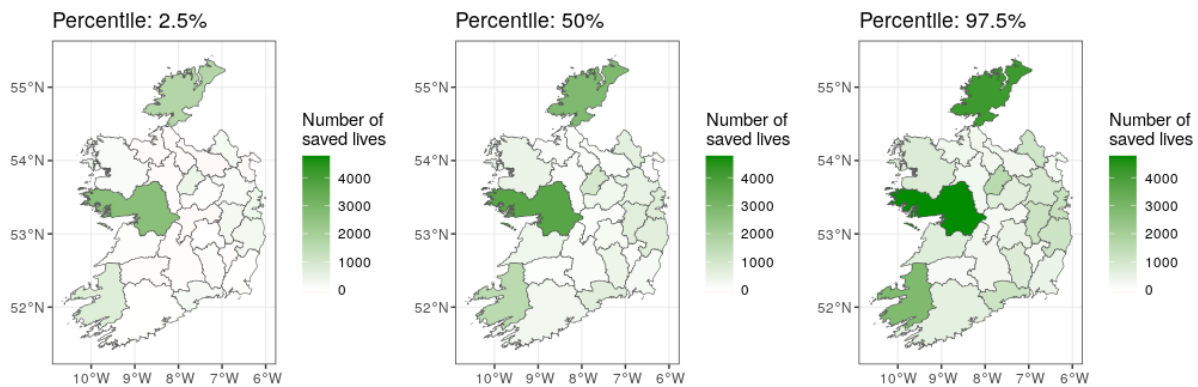 Percentile: 2.5%
55°N
54°N
53°N
52°N
10°W 9°W 8°W 7°W 6°W
Number of
saved lives
4000
3000
2000
1000
0
Percentile: 50%
55°N
54°N
53°N
52°N
10°W 9°W 8°W 7°W 6°W
Number of
saved lives
4000
3000
2000
1000
0
Percentile: 97.5%
55°N
54°N
53°N
52°N
10°W 9°W 8°W 7°W 6°W
Number of
saved lives
4000
3000
2000
1000
0